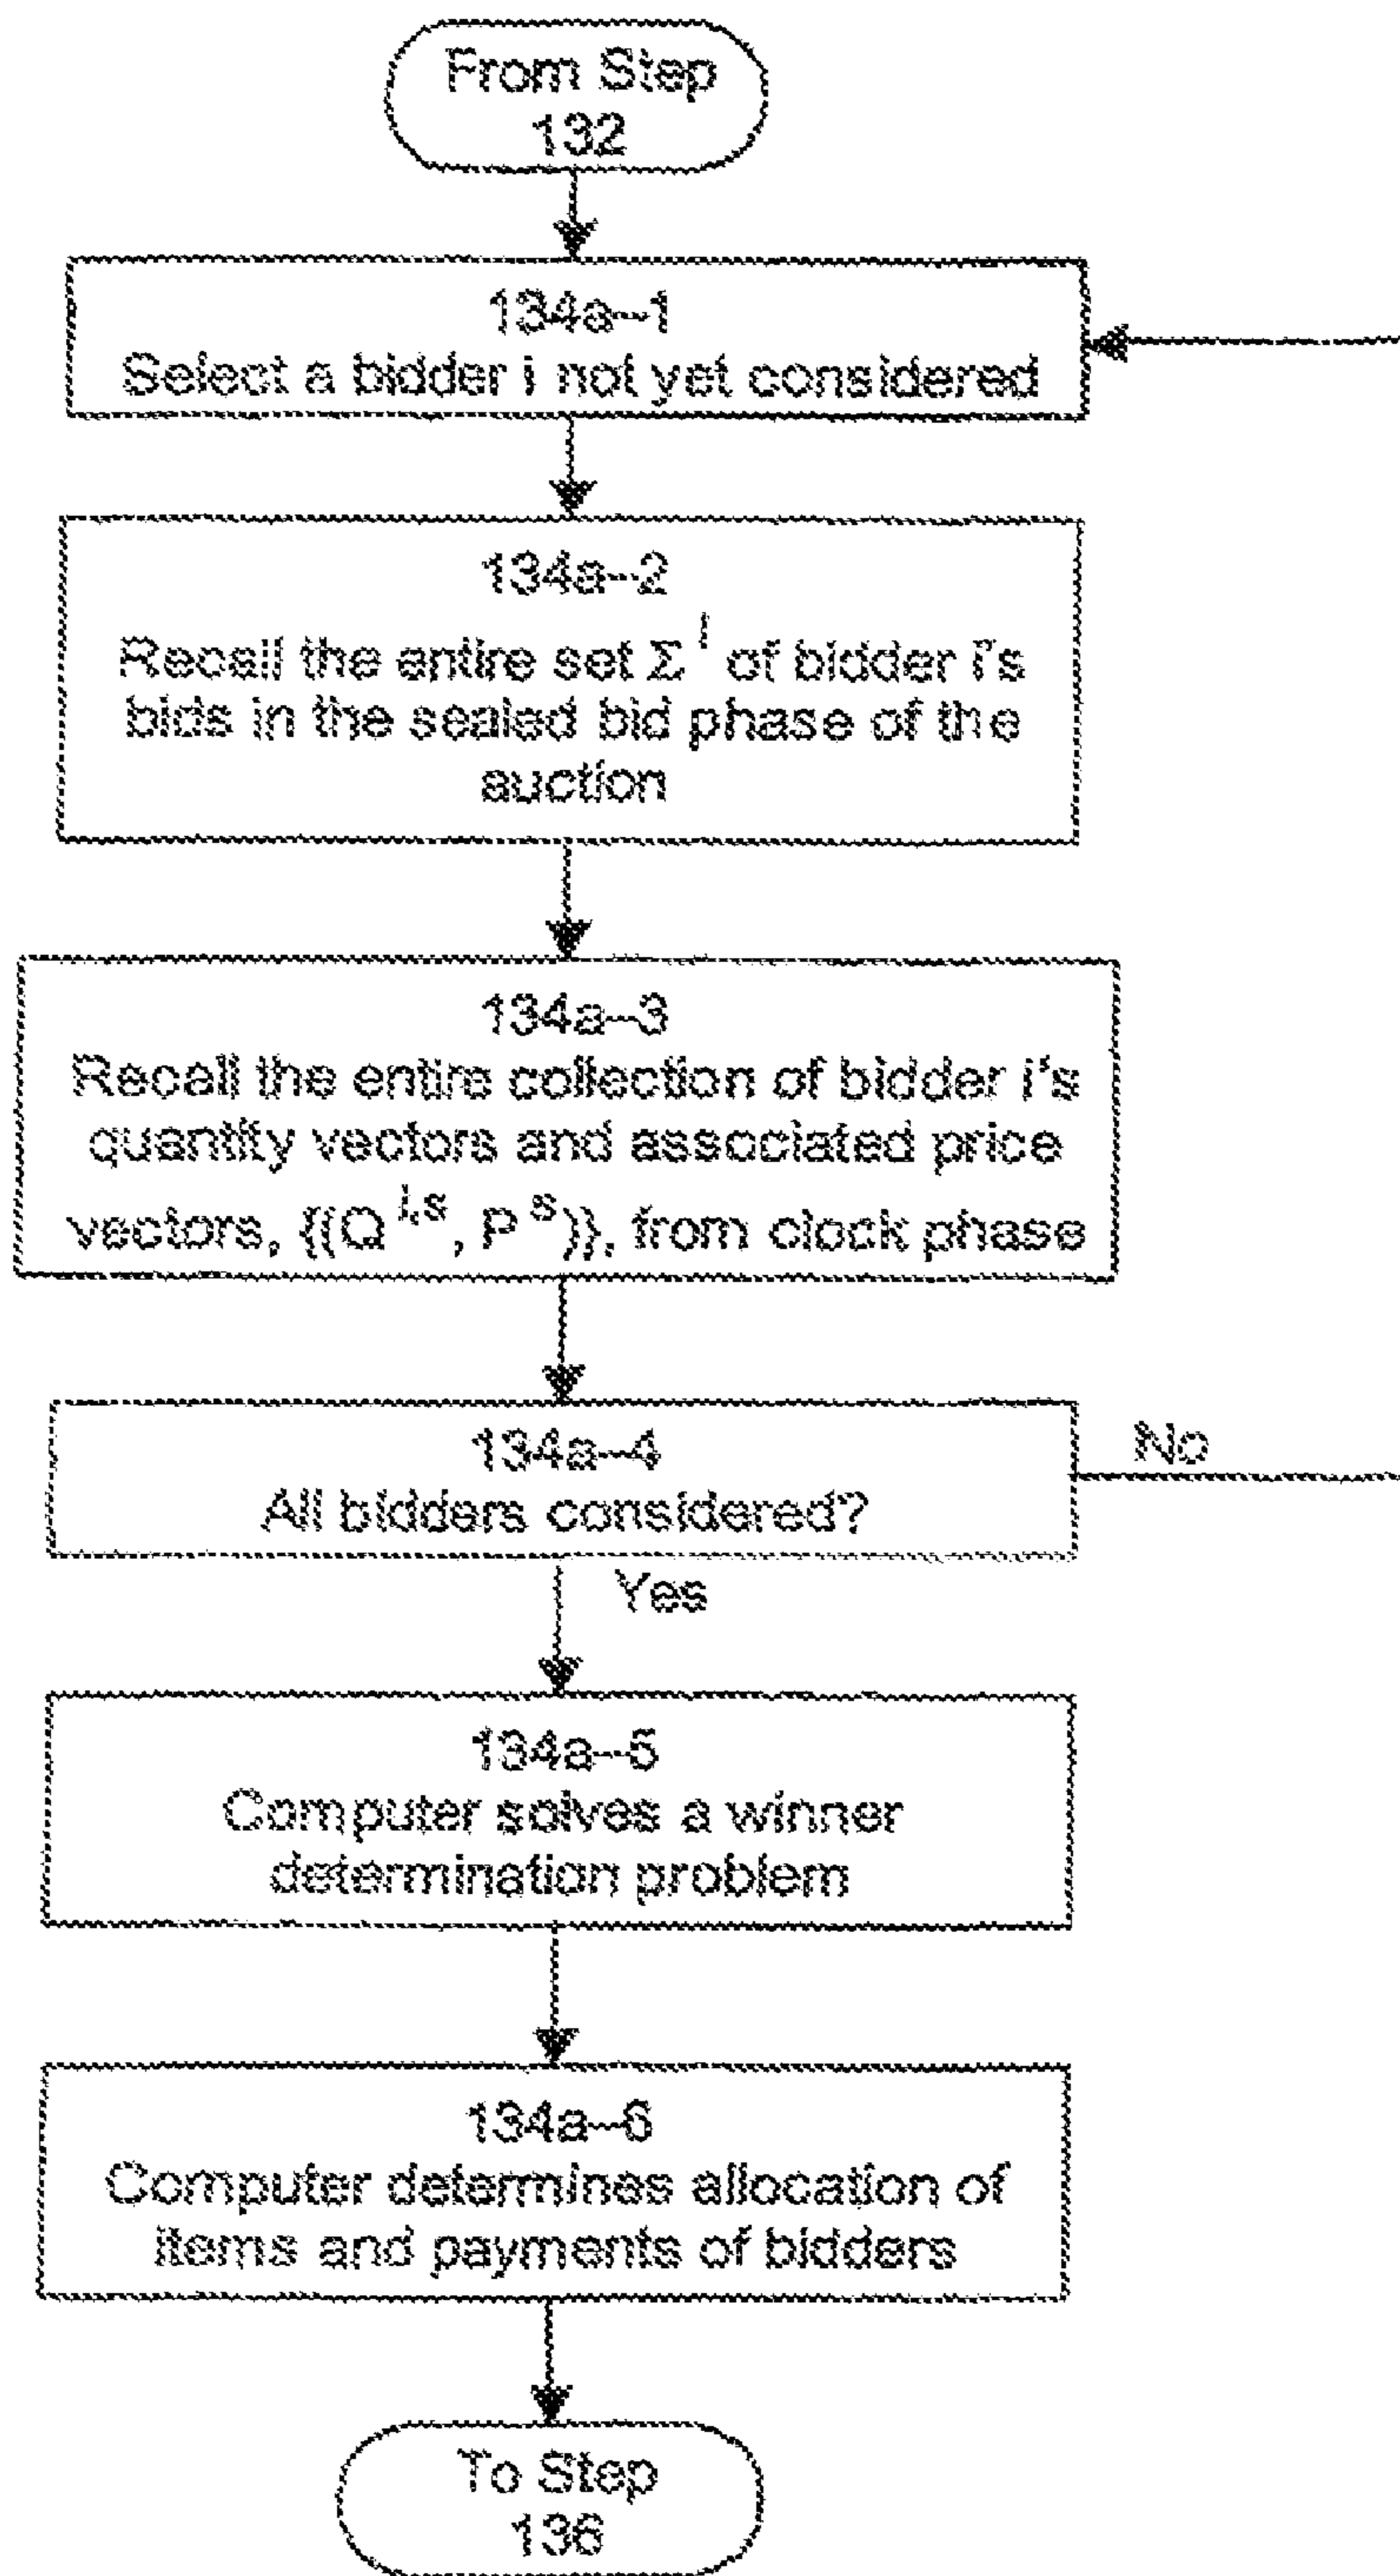 From Step
132
134a-1
Select a bidder i not yet considered
134a-2
Recall the entire set Σ^i of bidder i's
bids in the sealed bid phase of the
auction
134a-3
Recall the entire collection of bidder i's
quantity vectors and associated price
vectors, {(Q^i,s, P^s)}, from clock phase
134a-4
All bidders considered?
No
Yes
134a-5
Computer solves a winner
determination problem
134a-6
Computer determines allocation of
items and payments of bidders
To Step
136